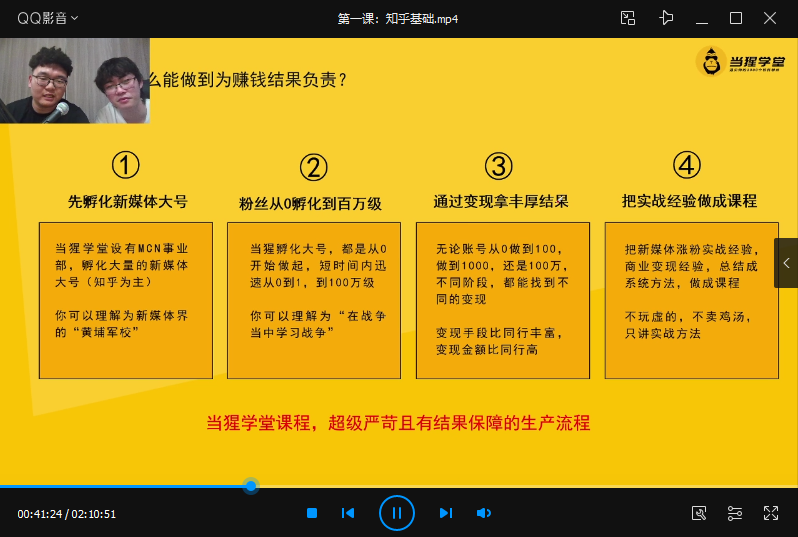 QQ影音
第一课：知乎基础.mp4
么能做到为赚钱结果负责？
当猩学堂
①
②
③
④
先孵化新媒体大号
粉丝从0孵化到百万级
通过变现拿丰厚结果
把实战经验做成课程
当猩学堂设有MCN事业
部，孵化大量的新媒体
大号（知乎为主）
你可以理解为新媒体界
的“黄埔军校”
当猩孵化大号，都是从0
开始做起，短时间内迅
速从0到1，到100万级
你可以理解为“在战争
当中学习战争”
无论账号从0做到100，
做到1000，还是100万，
不同阶段，都能找到不
同的变现
变现手段比同行丰富，
变现金额比同行高
把新媒体涨粉实战经验，
商业变现经验，总结成
系统方法，做成课程
不玩虚的，不卖鸡汤，
只讲实战方法
当猩学堂课程，超级严苛且有结果保障的生产流程
00:41:24 / 02:10:51